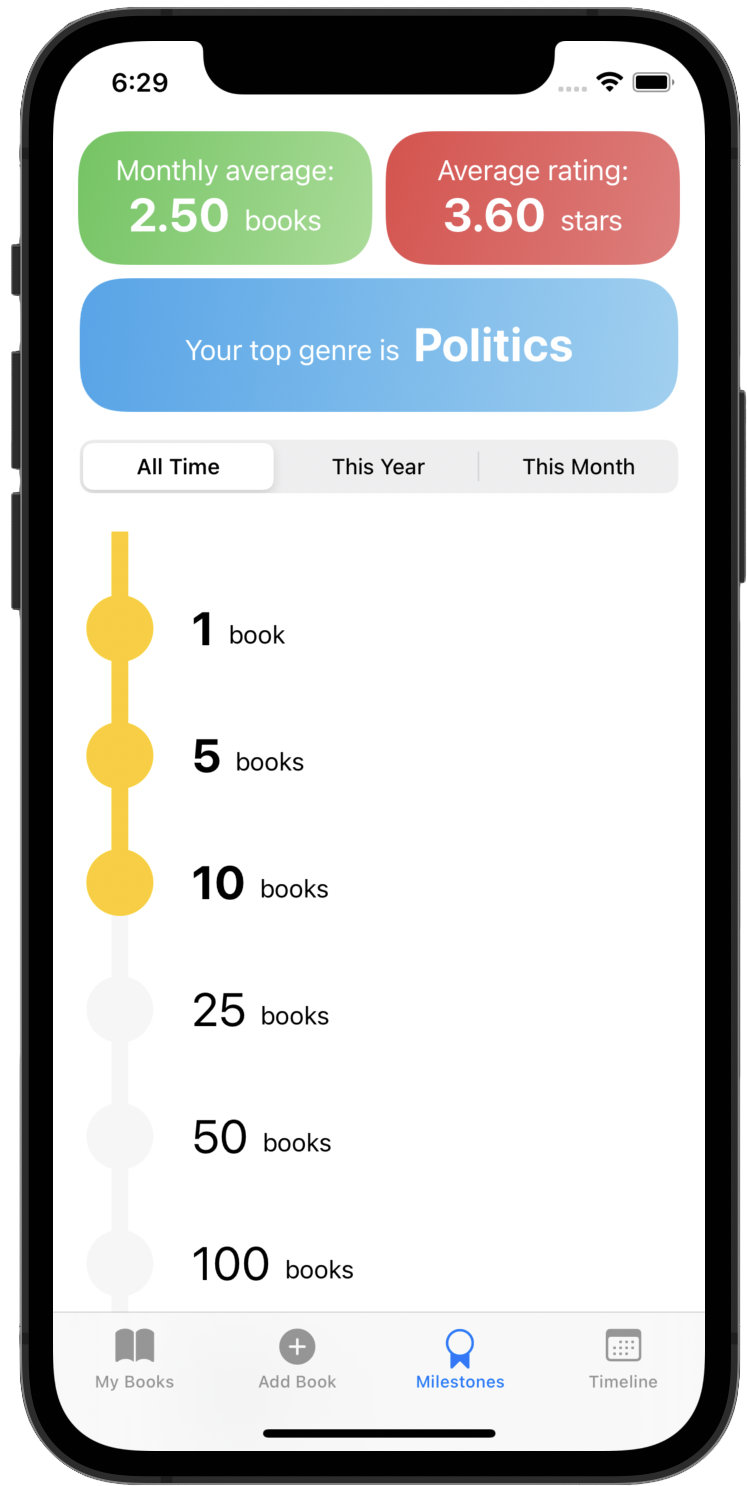 6:29
Monthly average:
2.50 books
Average rating:
3.60 stars
Your top genre is Politics
All Time
This Year
This Month
1 book
5 books
10 books
25 books
50 books
100 books
My Books
Add Book
Milestones
Timeline